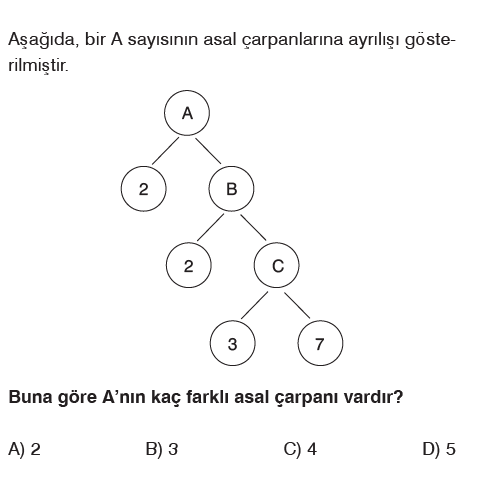 Aşağıda, bir A sayısının asal çarpanlarına ayrılışı göste-
rilmiştir.
A
2 B
2 C
3 7
Buna göre A’nın kaç farklı asal çarpanı vardır?
A) 2 B) 3 C) 4 D) 5